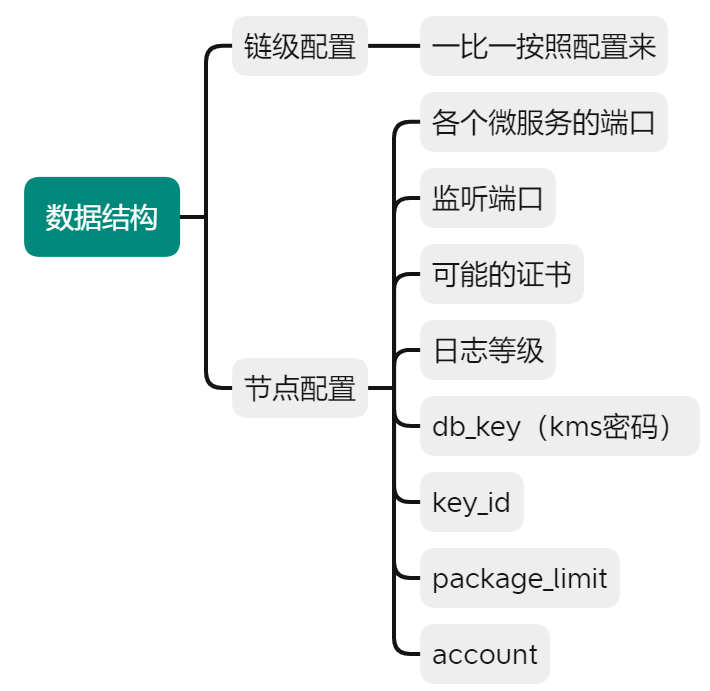 数据结构
链级配置
一比一按照配置来
节点配置
各个微服务的端口
监听端口
可能的证书
日志等级
db_key（kms密码）
key_id
package_limit
account